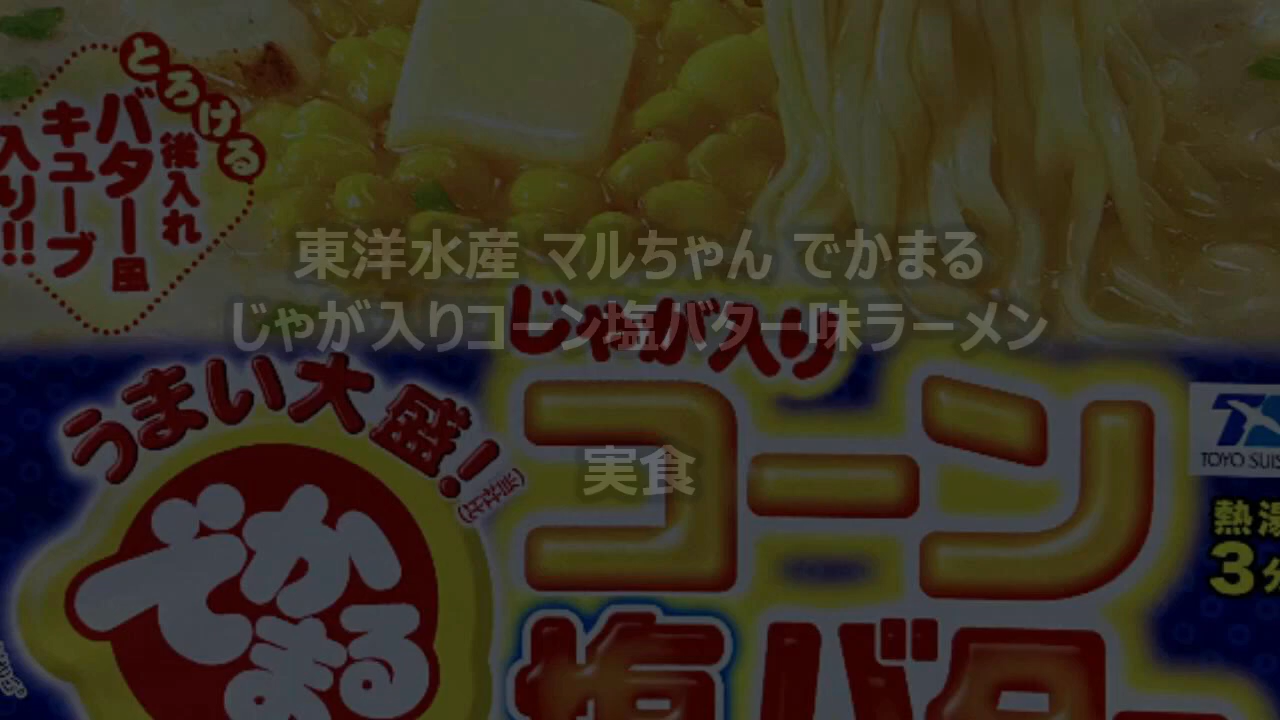 とろける
後入れ
バター風
キューブ
入り!!
東洋水産 マルちゃん でかまる
じゃが入りコーン塩バター味ラーメン
実食
じゃが入り
コーン
塩バター
うまい大盛!
でかまる
TOYO SUIS
熱湯
3分